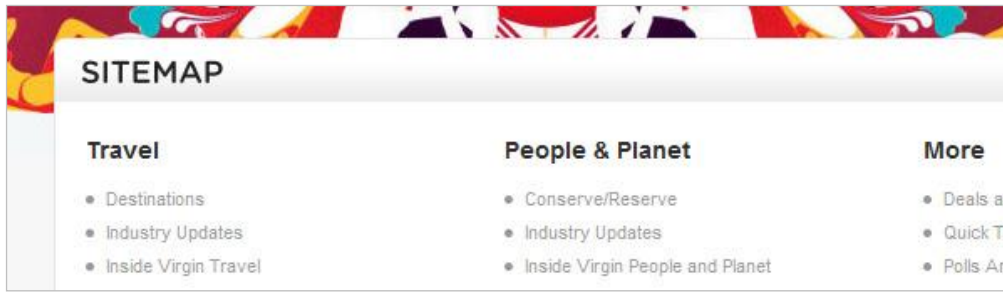 SITEMAP
Travel
Destinations
Industry Updates
Inside Virgin Travel
People & Planet
Conserve/Reserve
Industry Updates
Inside Virgin People and Planet
More
Deals
Quick
Polls